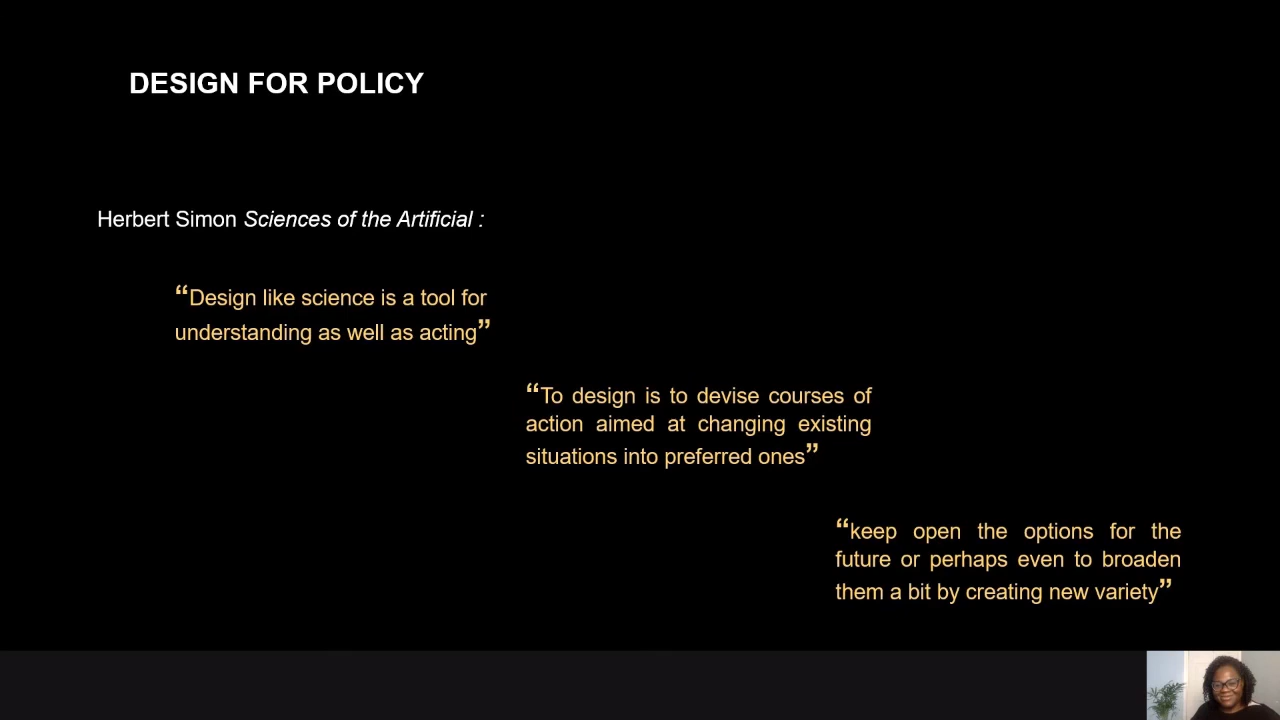 DESIGN FOR POLICY
Herbert Simon Sciences of the Artificial :
“Design like science is a tool for
understanding as well as acting”
“To design is to devise courses of
action aimed at changing existing
situations into preferred ones”
“keep open the options for the
future or perhaps even to broaden
them a bit by creating new variety”